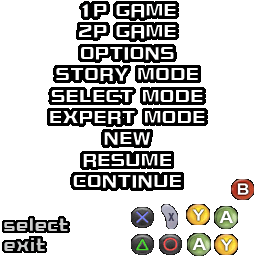 1P GAME
2P GAME
OPTIONS
STORY MODE
SELECT MODE
EXPERT MODE
NEW
RESUME
CONTINUE
B
select X X Y A
exit A Y